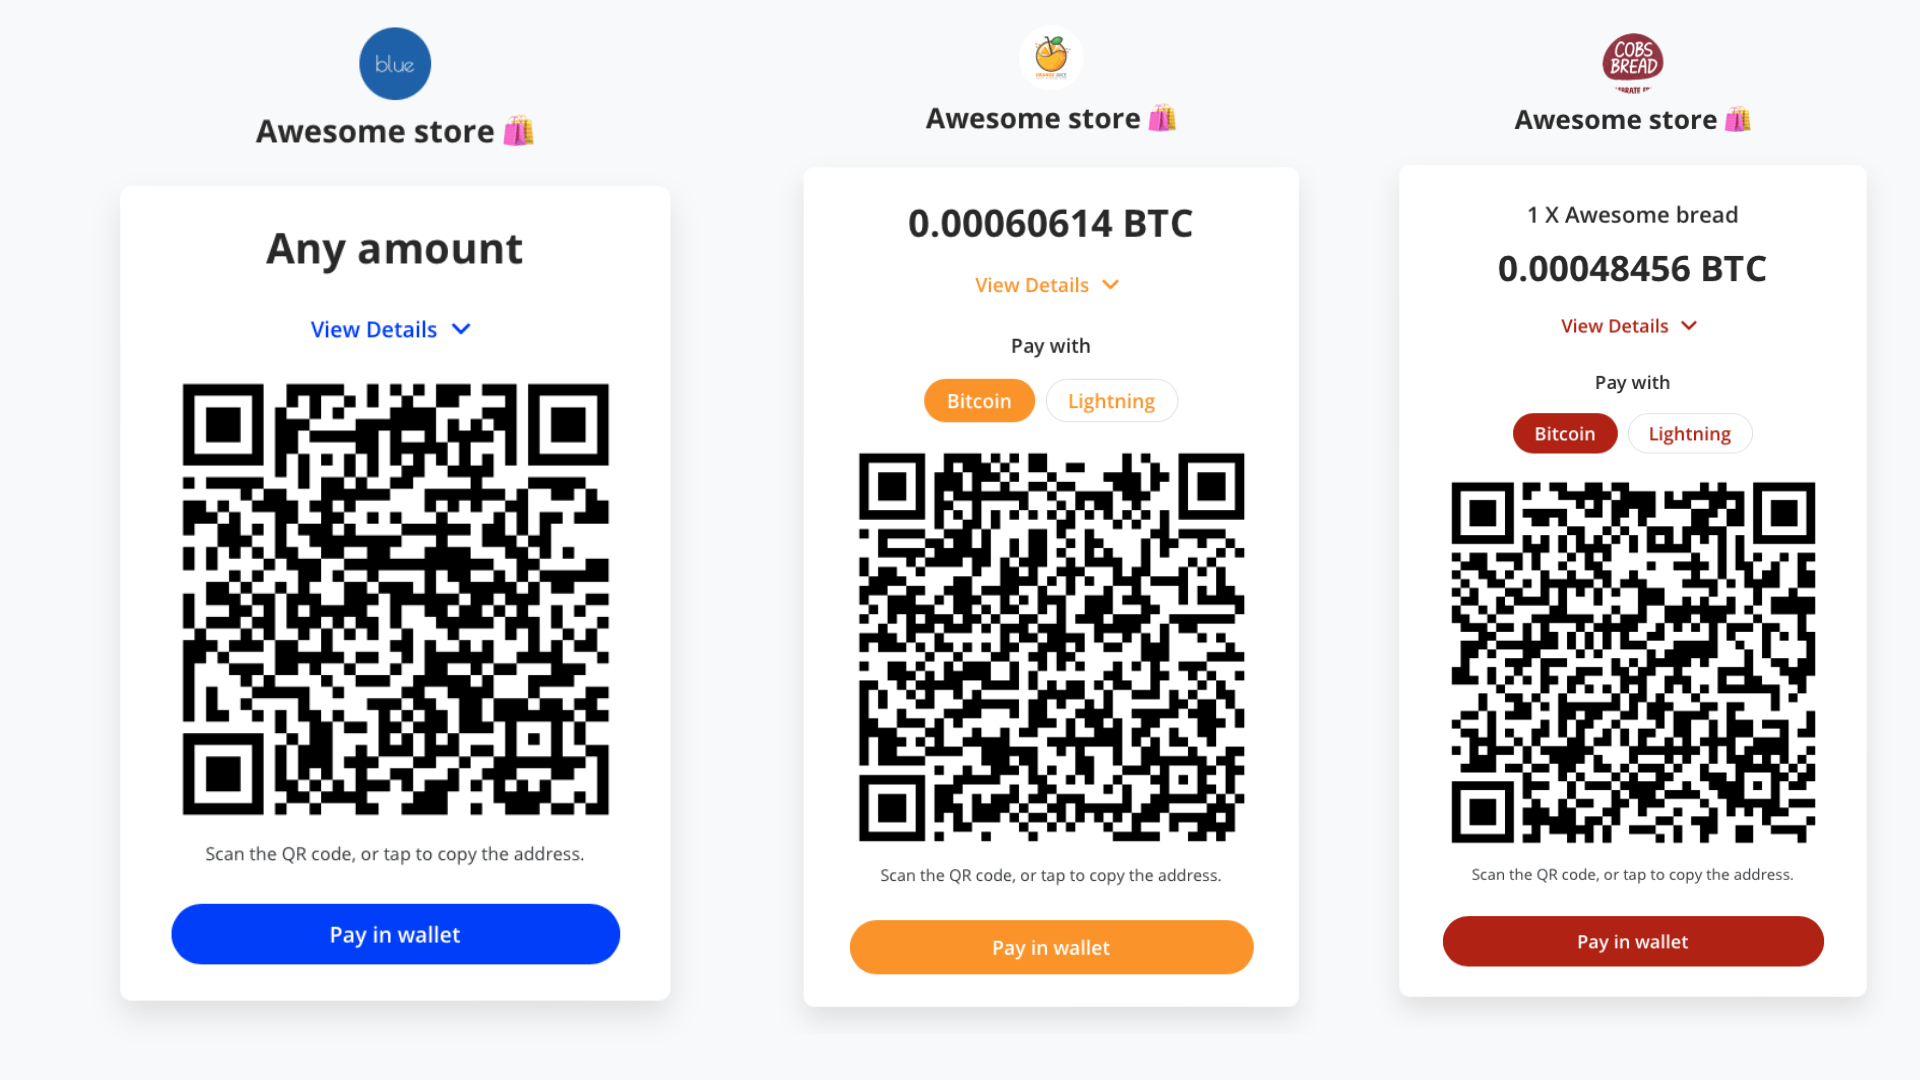 blue
Awesome store
Any amount
View Details
Scan the QR code, or tap to copy the address.
Pay in wallet
ORANGE JUICE
Awesome store
0.00060614 BTC
View Details
Pay with
Bitcoin
Lightning
Scan the QR code, or tap to copy the address.
Pay in wallet
COBS
BREAD
Awesome store
1 X Awesome bread
0.00048456 BTC
View Details
Pay with
Bitcoin
Lightning
Scan the QR code, or tap to copy the address.
Pay in wallet